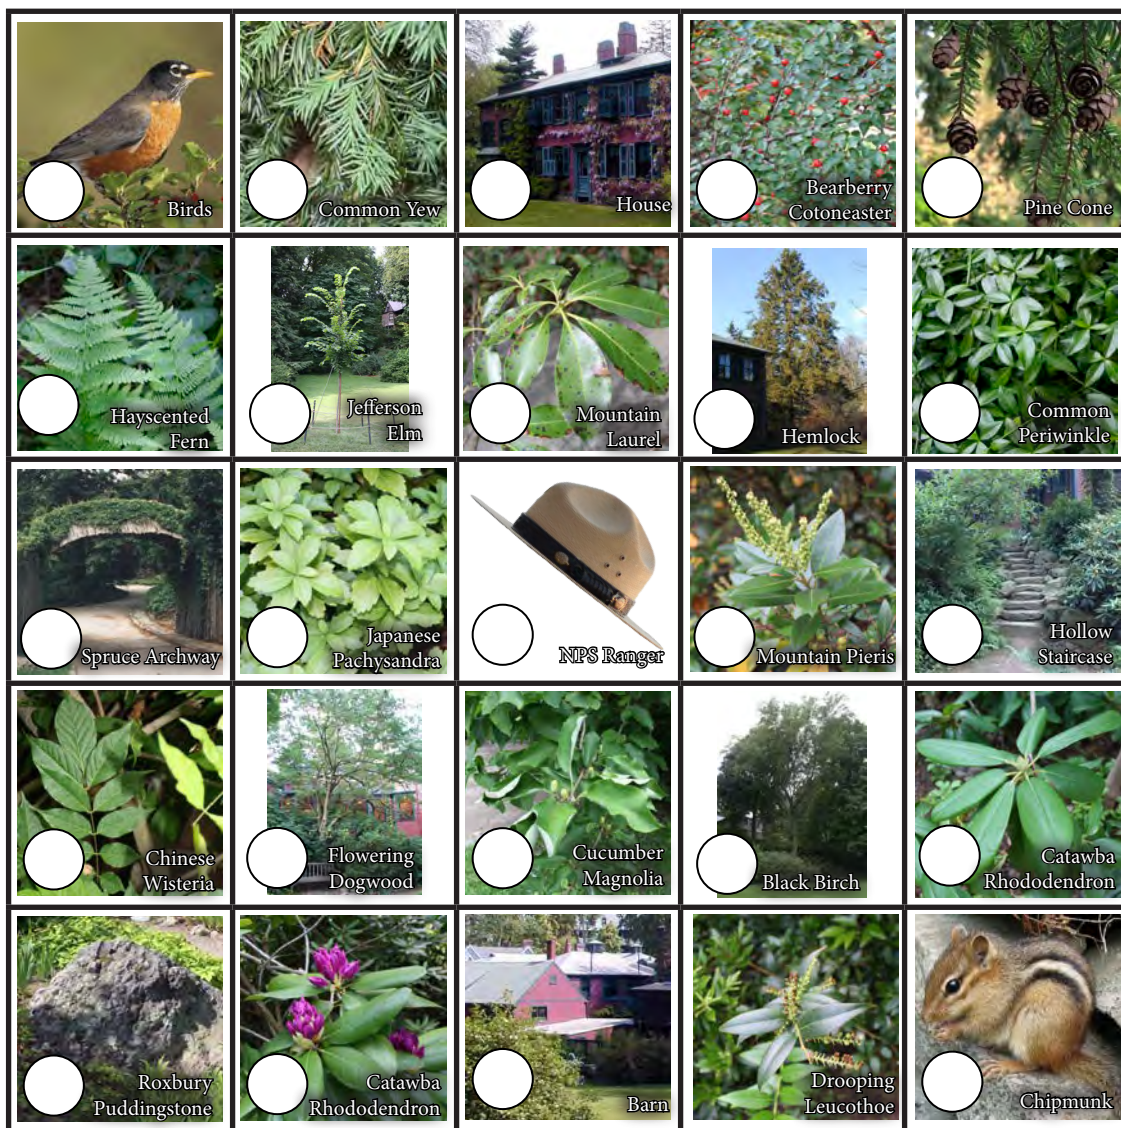 Birds
Common Yew
House
Bearberry
Cotoneaster
Pine Cone
Hayscented
Fern
Jefferson
Elm
Mountain
Laurel
Hemlock
Common
Periwinkle
Spruce Archway
Japanese
Pachysandra
NPS Ranger
Mountain Pieris
Hollow
Staircase
Chinese
Wisteria
Flowering
Dogwood
Cucumber
Magnolia
Black Birch
Catawba
Rhododendron
Roxbury
Puddingstone
Catawba
Rhododendron
Barn
Drooping
Leucothoe
Chipmunk